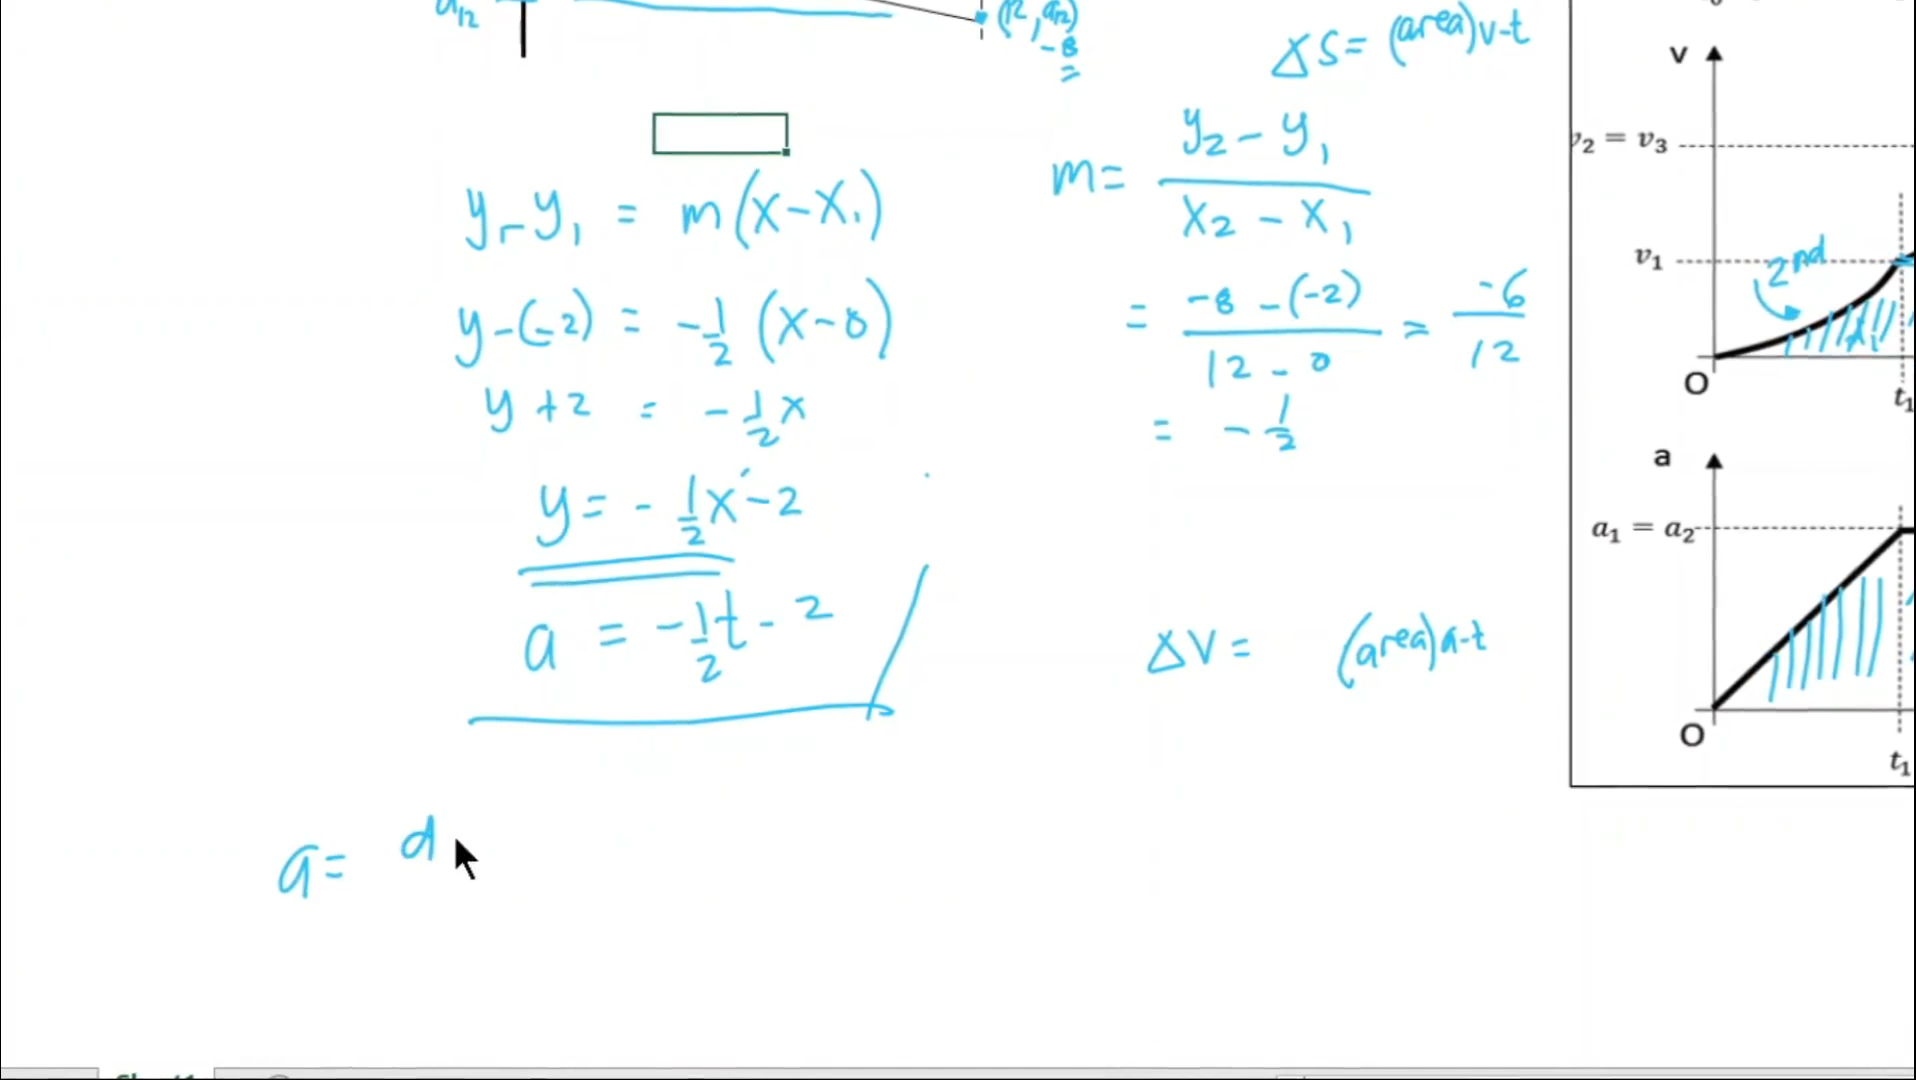 a12
(12, a12)
-8
ΔS = (area)v-t
y - y1 = m(x-x1)
m = y2 - y1 / x2 - x1
y-(-2) = -1/2 (x-0)
= -8 -(-2) / 12 - 0 = -6 / 12
y + 2 = -1/2 x
= -1/2
y = -1/2 x - 2
a = -1/2 t - 2
ΔV = (area)a-t
a = d
v
v2 = v3
v1
2nd
A1
O
t1
a
a1 = a2
O
t1